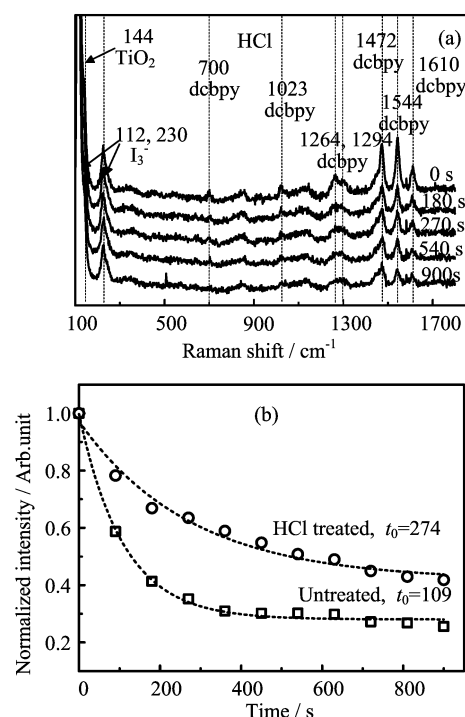 144
TiO2
HCl
(a)
700
dcbpy
1023
dcbpy
1472
dcbpy
1610
dcbpy
1544
dcbpy
1264, 1294
dcbpy
112, 230
I3-
0 s
180s
270s
540 s
900s
100 500 900 1300 1700
Raman shift / cm-1
(b)
Normalized intensity / Arb.unit
1.0
0.8
0.6
0.4
0.2
HCl treated, t0=274
Untreated, t0=109
0 200 400 600 800
Time / s